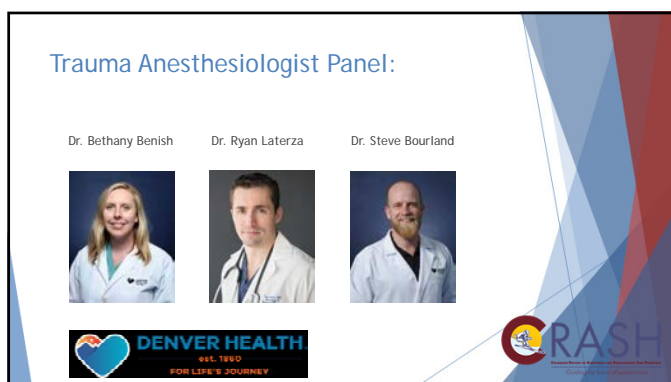 Trauma Anesthesiologist Panel:
Dr. Bethany Benish Dr. Ryan Laterza Dr. Steve Bourland
DENVER HEALTH
est. 1860
FOR LIFE'S JOURNEY
CRASH